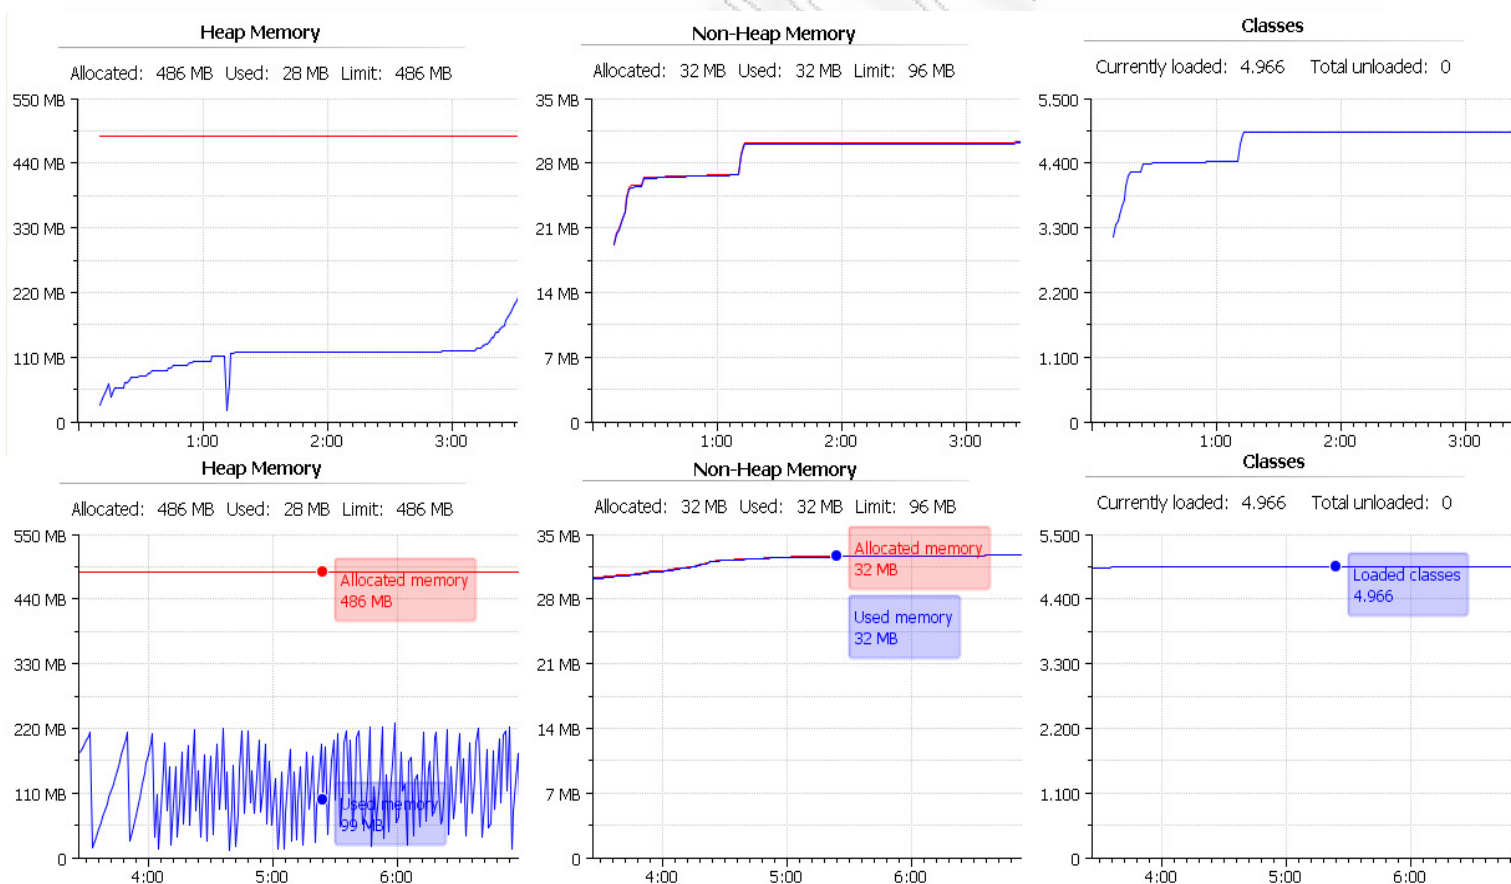 Heap Memory
Allocated: 486 MB Used: 28 MB Limit: 486 MB
550 MB
440 MB
330 MB
220 MB
110 MB
0
1:00 2:00 3:00
Non-Heap Memory
Allocated: 32 MB Used: 32 MB Limit: 96 MB
35 MB
28 MB
21 MB
14 MB
7 MB
0
1:00 2:00 3:00
Classes
Currently loaded: 4.966 Total unloaded: 0
5.500
4.400
3.300
2.200
1.100
0
1:00 2:00 3:00
Heap Memory
Allocated: 486 MB Used: 28 MB Limit: 486 MB
550 MB
440 MB
330 MB
220 MB
110 MB
0
Allocated memory
486 MB
Used memory
99 MB
4:00 5:00 6:00
Non-Heap Memory
Allocated: 32 MB Used: 32 MB Limit: 96 MB
35 MB
28 MB
21 MB
14 MB
7 MB
0
Allocated memory
32 MB
Used memory
32 MB
4:00 5:00 6:00
Classes
Currently loaded: 4.966 Total unloaded: 0
5.500
4.400
3.300
2.200
1.100
0
Loaded classes
4.966
4:00 5:00 6:00